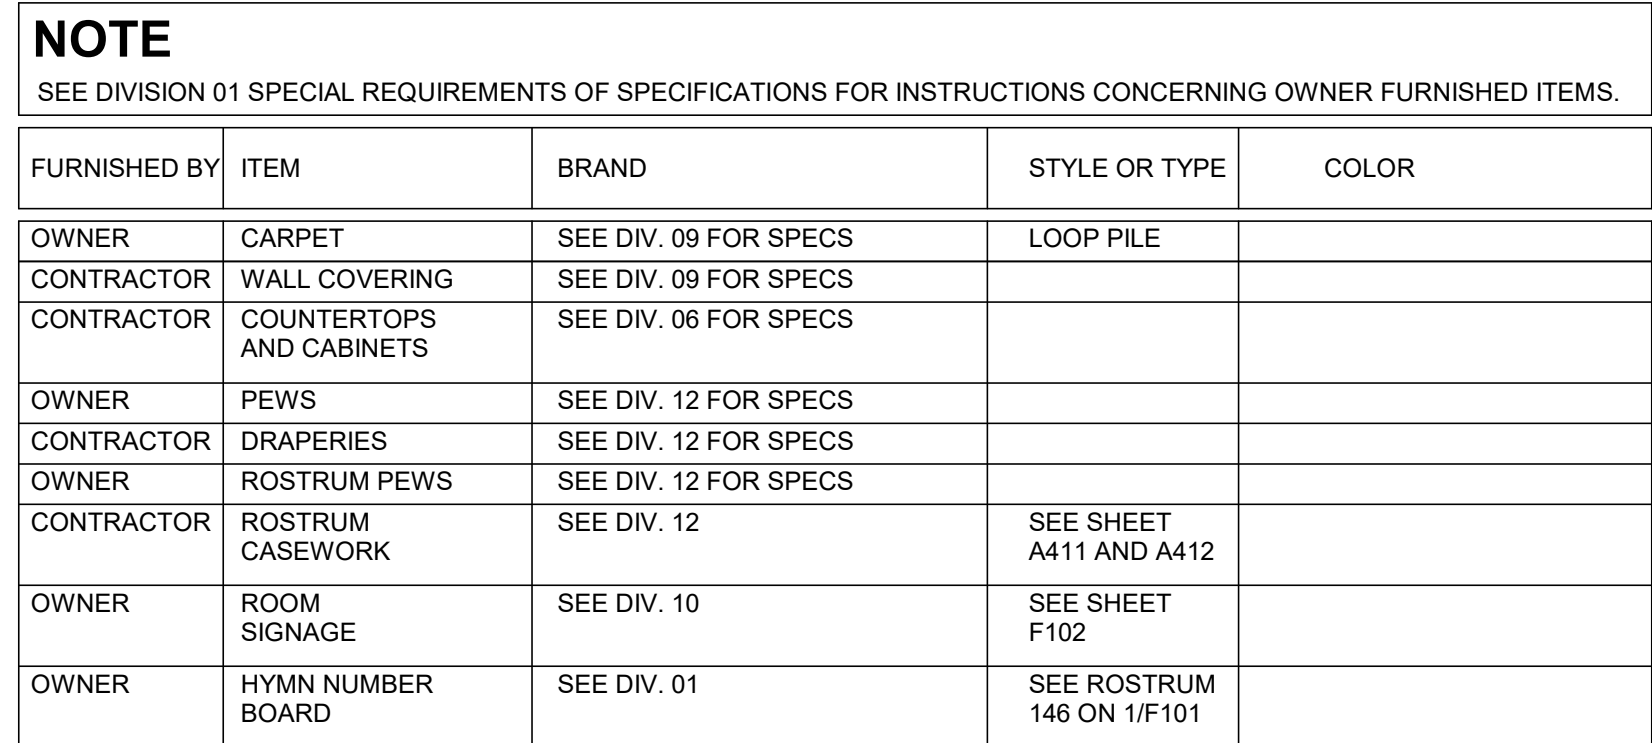 NOTE
SEE DIVISION 01 SPECIAL REQUIREMENTS OF SPECIFICATIONS FOR INSTRUCTIONS CONCERNING OWNER FURNISHED ITEMS.
FURNISHED BY ITEM BRAND STYLE OR TYPE COLOR
OWNER CARPET SEE DIV. 09 FOR SPECS LOOP PILE
CONTRACTOR WALL COVERING SEE DIV. 09 FOR SPECS
CONTRACTOR COUNTERTOPS SEE DIV. 06 FOR SPECS
AND CABINETS
OWNER PEWS SEE DIV. 12 FOR SPECS
CONTRACTOR DRAPERIES SEE DIV. 12 FOR SPECS
OWNER ROSTRUM PEWS SEE DIV. 12 FOR SPECS
CONTRACTOR ROSTRUM SEE DIV. 12 SEE SHEET
CASEWORK A411 AND A412
OWNER ROOM SEE DIV. 10 SEE SHEET
SIGNAGE F102
OWNER HYMN NUMBER SEE DIV. 01 SEE ROSTRUM
BOARD 146 ON 1/F101